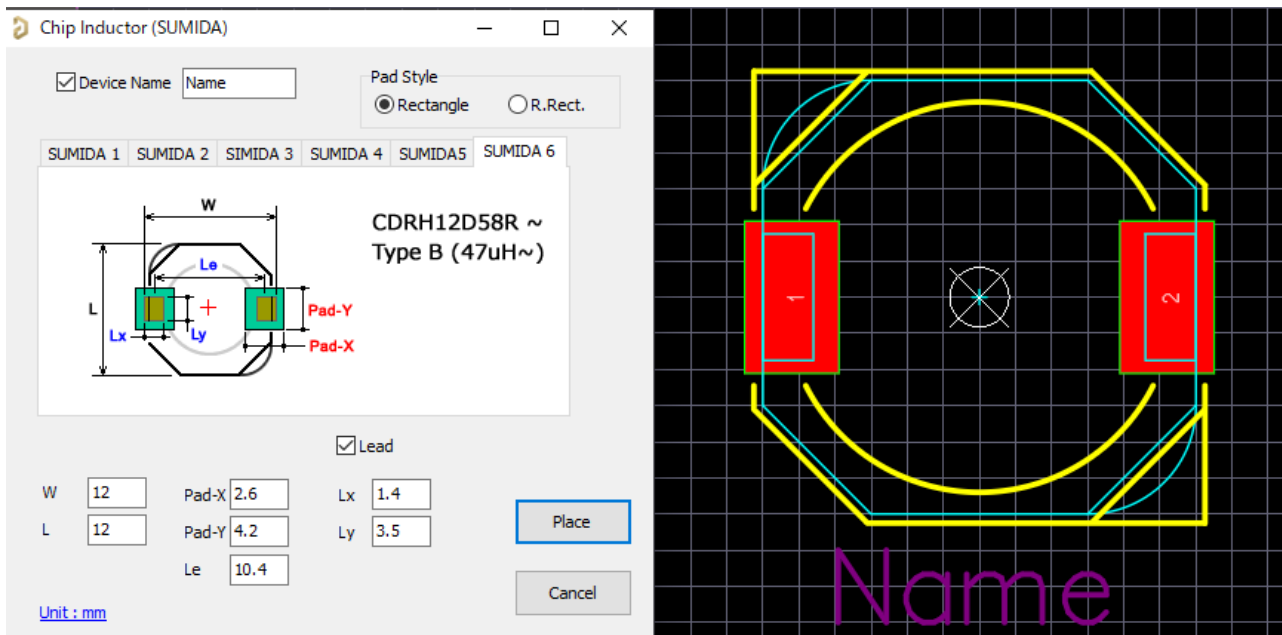 Chip Inductor (SUMIDA)
Device Name Name
Pad Style
Rectangle R.Rect.
SUMIDA 1 SUMIDA 2 SIMIDA 3 SUMIDA 4 SUMIDA5 SUMIDA 6
W
CDRH12D58R ~
Type B (47uH~)
Le
L
Pad-Y
Lx Ly
Pad-X
Lead
W 12 Pad-X 2.6 Lx 1.4
L 12 Pad-Y 4.2 Ly 3.5
Place
Le 10.4
Cancel
Unit : mm
1 2
Name